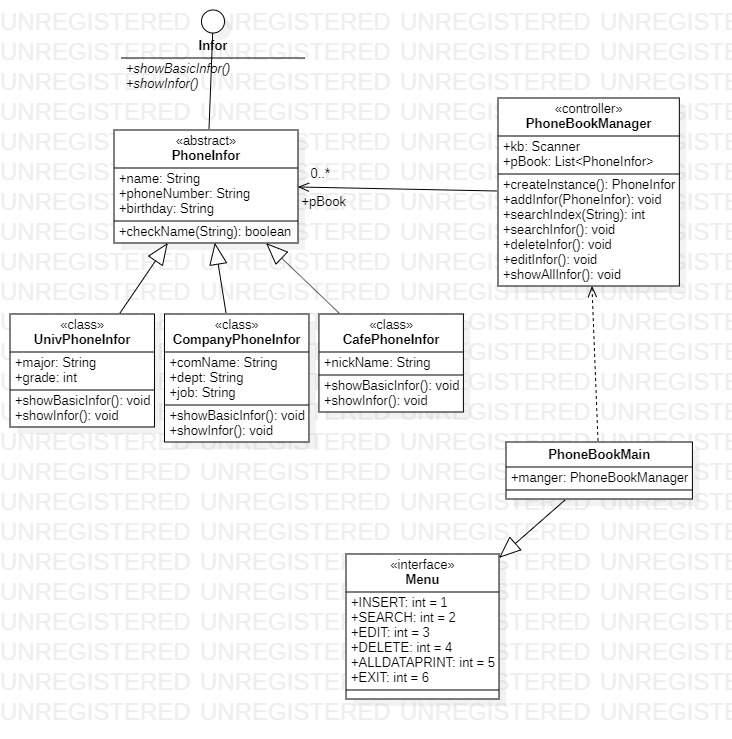 Infor
+showBasicInfor()
+showInfor()
«abstract»
PhoneInfor
+name: String
+phoneNumber: String
+birthday: String
+checkName(String): boolean
0..*
+pBook
«controller»
PhoneBookManager
+kb: Scanner
+pBook: List<PhoneInfor>
+createInstance(): PhoneInfor
+addInfor(PhoneInfor): void
+searchIndex(String): int
+searchInfor(): void
+deleteInfor(): void
+editInfor(): void
+showAllInfor(): void
«class»
UnivPhoneInfor
+major: String
+grade: int
+showBasicInfor(): void
+showInfor(): void
«class»
CompanyPhoneInfor
+comName: String
+dept: String
+job: String
+showBasicInfor(): void
+showInfor(): void
«class»
CafePhoneInfor
+nickName: String
+showBasicInfor(): void
+showInfor(): void
PhoneBookMain
+manger: PhoneBookManager
«interface»
Menu
+INSERT: int = 1
+SEARCH: int = 2
+EDIT: int = 3
+DELETE: int = 4
+ALLDATAPRINT: int = 5
+EXIT: int = 6
UNREGISTERED